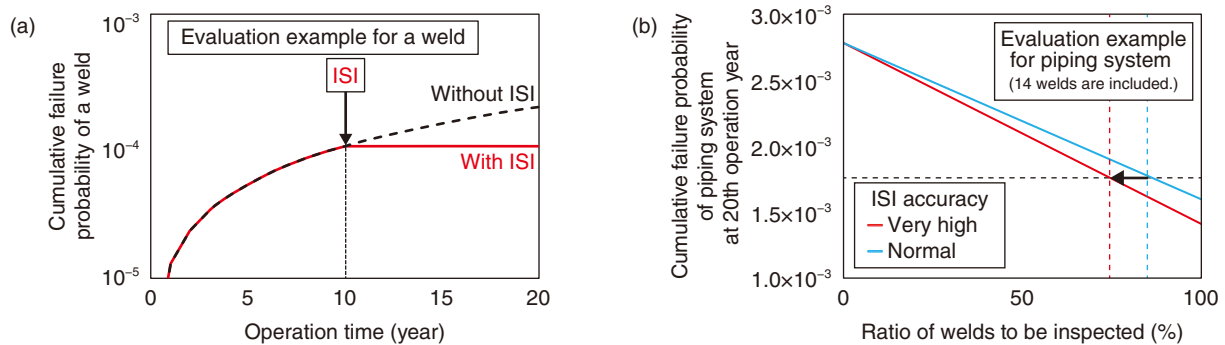 (a)
10⁻³
10⁻⁴
10⁻⁵
Cumulative failure
probability of a weld
Evaluation example for a weld
ISI
Without ISI
With ISI
0
5
10
15
20
Operation time (year)
(b)
3.0×10⁻³
2.5×10⁻³
2.0×10⁻³
1.5×10⁻³
1.0×10⁻³
Cumulative failure probability
of piping system
at 20th operation year
Evaluation example
for piping system
(14 welds are included.)
ISI accuracy
Very high
Normal
0
50
100
Ratio of welds to be inspected (%)